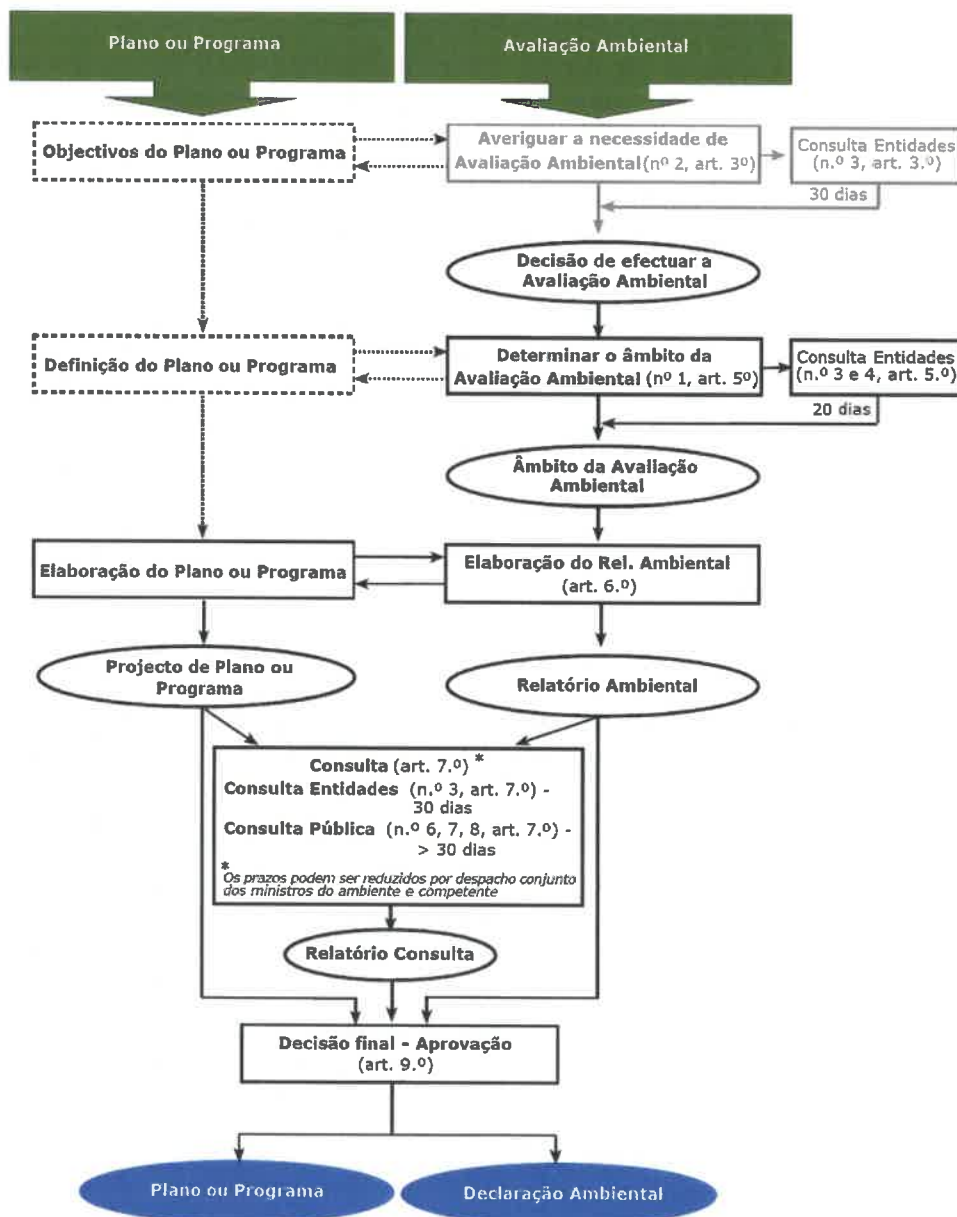 Plano ou Programa
Avaliação Ambiental
Objectivos do Plano ou Programa
Averiguar a necessidade de
Avaliação Ambiental (nº 2, art. 3º)
Consulta Entidades
(n.º 3, art. 3.º)
30 dias
Decisão de efectuar a
Avaliação Ambiental
Definição do Plano ou Programa
Determinar o âmbito da
Avaliação Ambiental (nº 1, art. 5º)
Consulta Entidades
(n.º 3 e 4, art. 5.º)
20 dias
Âmbito da Avaliação
Ambiental
Elaboração do Plano ou Programa
Elaboração do Rel. Ambiental
(art. 6.º)
Projecto de Plano ou
Programa
Relatório Ambiental
Consulta (art. 7.º) *
Consulta Entidades (n.º 3, art. 7.º) -
30 dias
Consulta Pública (n.º 6, 7, 8, art. 7.º) -
> 30 dias
*
Os prazos podem ser reduzidos por despacho conjunto
dos ministros do ambiente e competente
Relatório Consulta
Decisão final - Aprovação
(art. 9.º)
Plano ou Programa
Declaração Ambiental